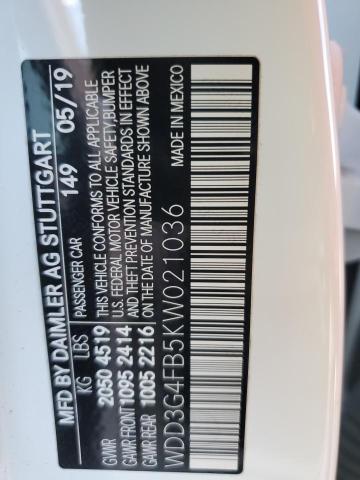 MFD BY DAIMLER AG STUTTGART
KG LBS PASSENGER CAR 149 05/19
GVWR 2050 4519 THIS VEHICLE CONFORMS TO ALL APPLICABLE
GAWR FRONT 1095 2414 U.S. FEDERAL MOTOR VEHICLE SAFETY,BUMPER
GAWR REAR 1005 2216 AND THEFT PREVENTION STANDARDS IN EFFECT
ON THE DATE OF MANUFACTURE SHOWN ABOVE
WDD3G4FB5KW021036 MADE IN MEXICO